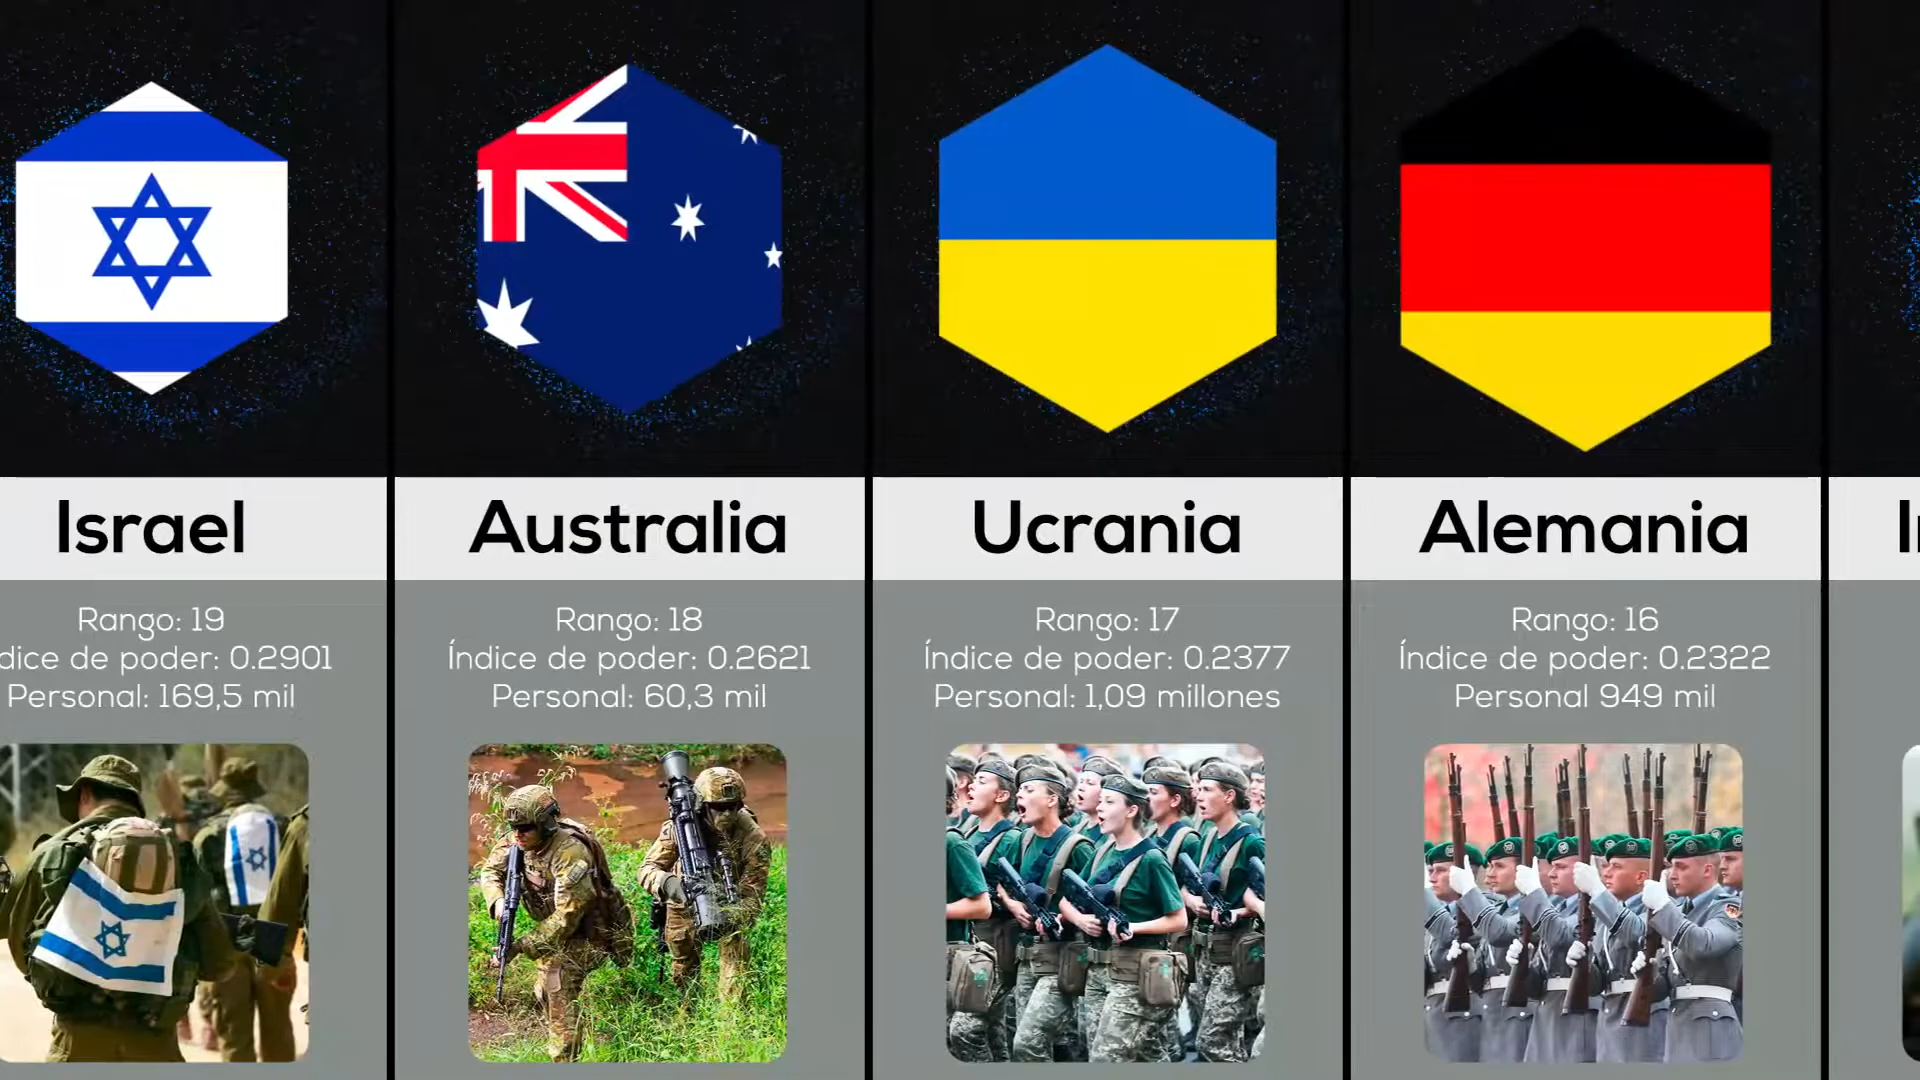 Israel
Rango: 19
dice de poder: 0.2901
Personal: 169,5 mil
Australia
Rango: 18
Índice de poder: 0.2621
Personal: 60,3 mil
Ucrania
Rango: 17
Índice de poder: 0.2377
Personal: 1,09 millones
Alemania
Rango: 16
Índice de poder: 0.2322
Personal 949 mil